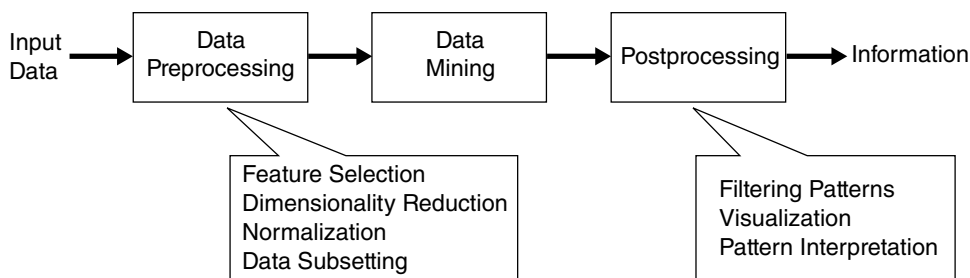 Input
Data
Data
Preprocessing
Data
Mining
Postprocessing
Information
Feature Selection
Dimensionality Reduction
Normalization
Data Subsetting
Filtering Patterns
Visualization
Pattern Interpretation